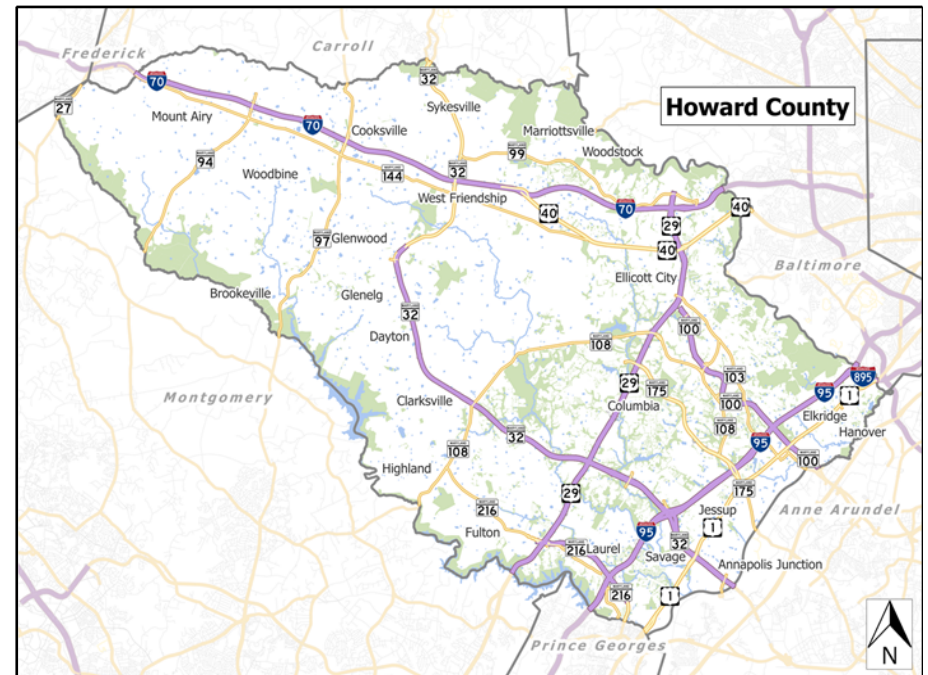 Frederick
Carroll
70
32
27
Sykesville
Howard County
Mount Airy
70
Cooksville
Marriottsville
99
Woodstock
94
144
32
Woodbine
West Friendship
40
70
40
29
97
Glenwood
40
Ellicott City
Baltimore
Brookeville
Glenelg
32
Dayton
100
108
103
895
29
175
95
1
Montgomery
Clarksville
Columbia
100
Elkridge
108
Hanover
32
95
108
100
Highland
29
175
216
Jessup
Anne Arundel
1
Fulton
95
216
Laurel
Savage
32
Annapolis Junction
216
1
Prince Georges
N